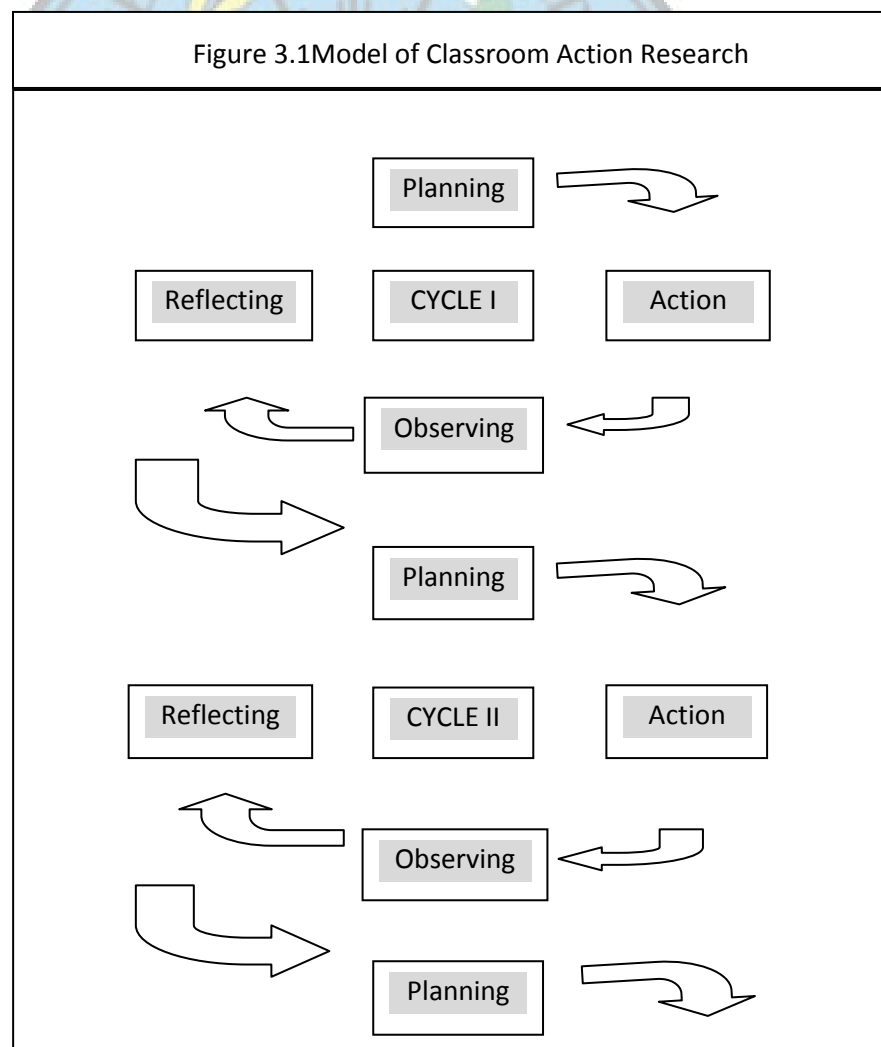 Figure 3.1Model of Classroom Action Research
Planning
Reflecting
CYCLE I
Action
Observing
Planning
Reflecting
CYCLE II
Action
Observing
Planning